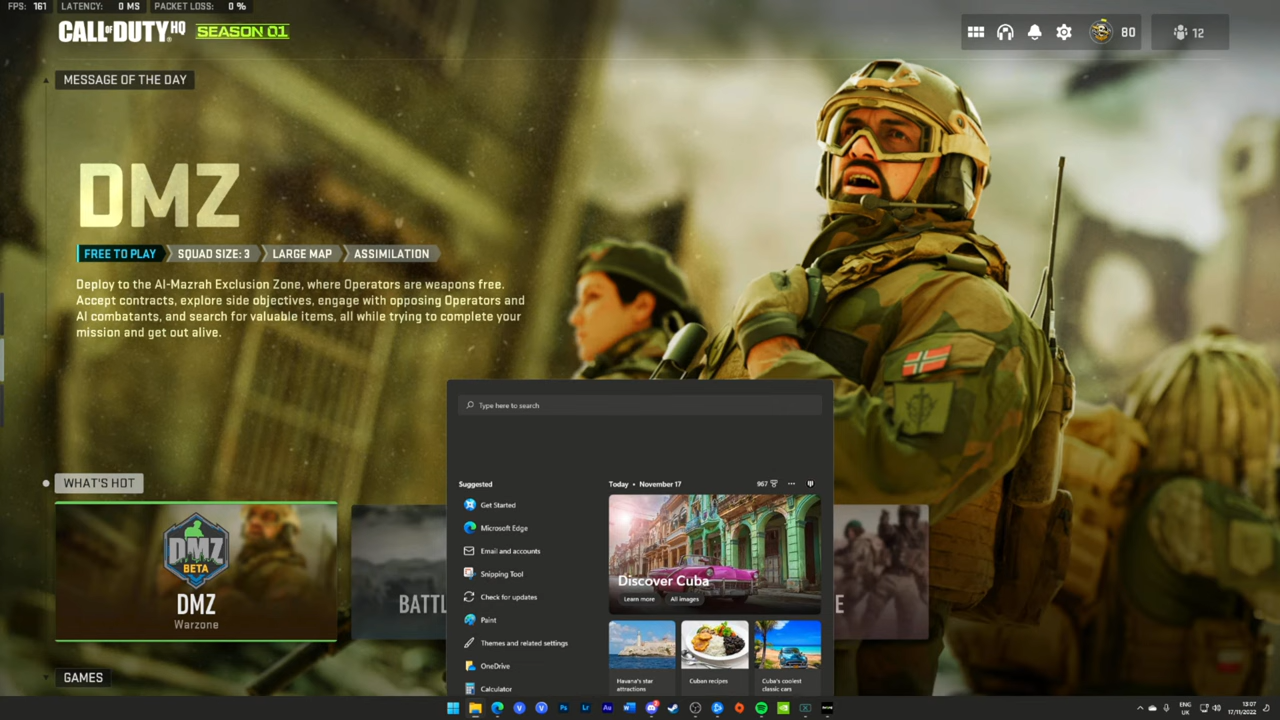 FPS: 161 LATENCY: 0 MS PACKET LOSS: 0 %
CALL OF DUTY HQ SEASON 01
80
12
MESSAGE OF THE DAY
DMZ
FREE TO PLAY SQUAD SIZE: 3 LARGE MAP ASSIMILATION
Deploy to the Al-Mazrah Exclusion Zone, where Operators are weapons free.
Accept contracts, explore side objectives, engage with opposing Operators and
AI combatants, and search for valuable items, all while trying to complete your
mission and get out alive.
WHAT'S HOT
DMZ
BETA
DMZ
Warzone
BATTL
E
GAMES
Type here to search
Suggested
Get Started
Microsoft Edge
Email and accounts
Snipping Tool
Check for updates
Paint
Themes and related settings
OneDrive
Calculator
Today • November 17
967
Discover Cuba
Learn more All images
Havana's star
attractions
Cuban recipes
Cuba's coolest
classic cars
Ps
Lr
Au
ENG
UK
13:07
17/11/2022